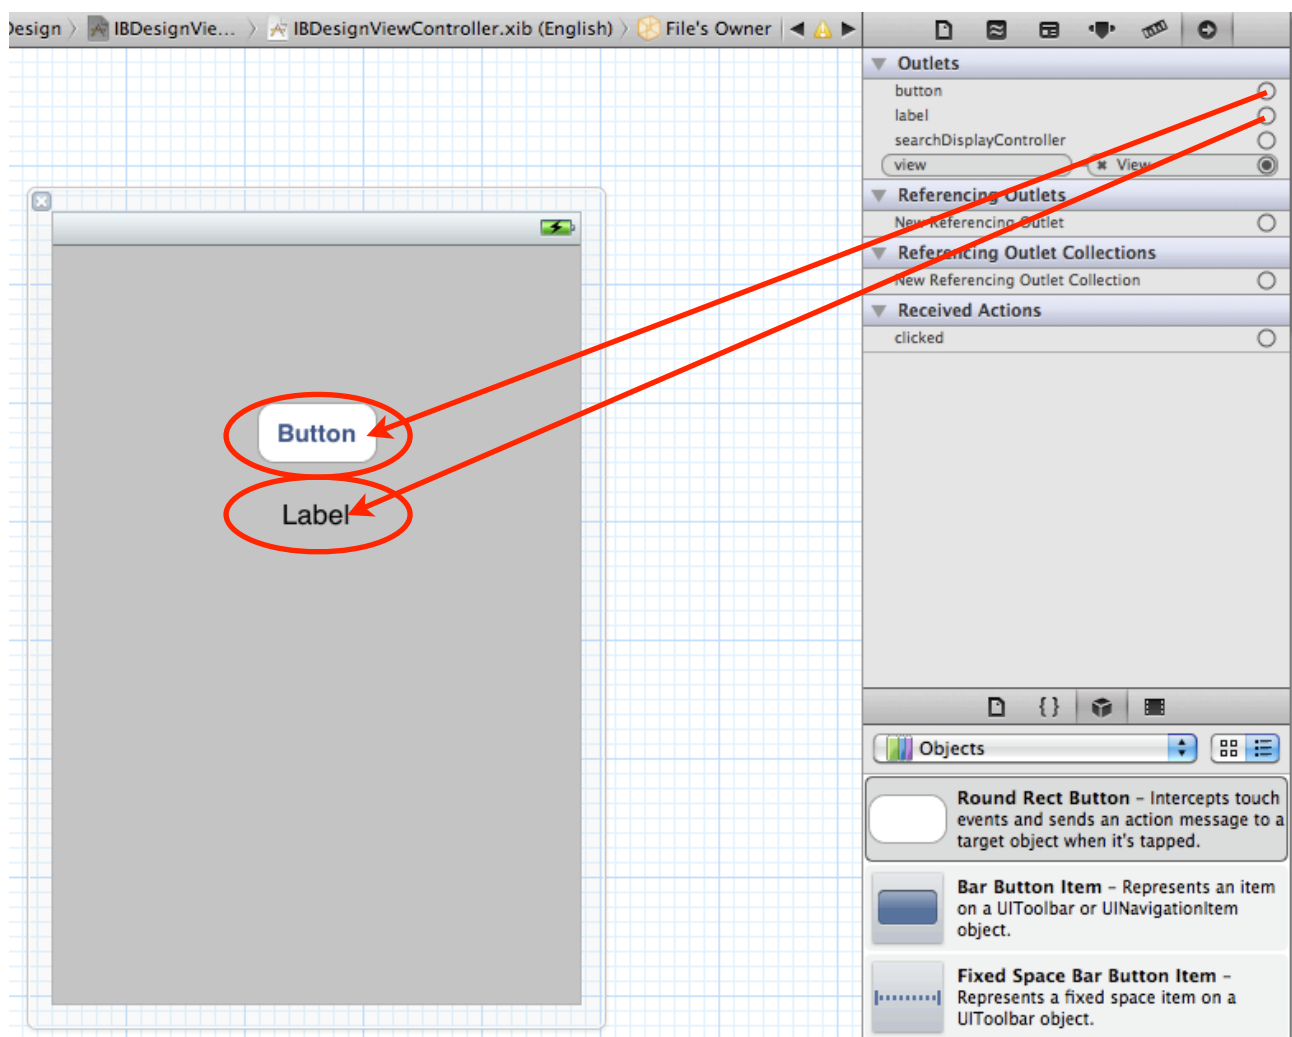 Design IBDesignVie... IBDesignViewController.xib (English) File's Owner
Outlets
button
label
searchDisplayController
view View
Referencing Outlets
New Referencing Outlet
Referencing Outlet Collections
New Referencing Outlet Collection
Received Actions
clicked
Button
Label
{ }
Objects
Round Rect Button – Intercepts touch
events and sends an action message to a
target object when it's tapped.
Bar Button Item – Represents an item
on a UIToolbar or UINavigationItem
object.
Fixed Space Bar Button Item –
Represents a fixed space item on a
UIToolbar object.